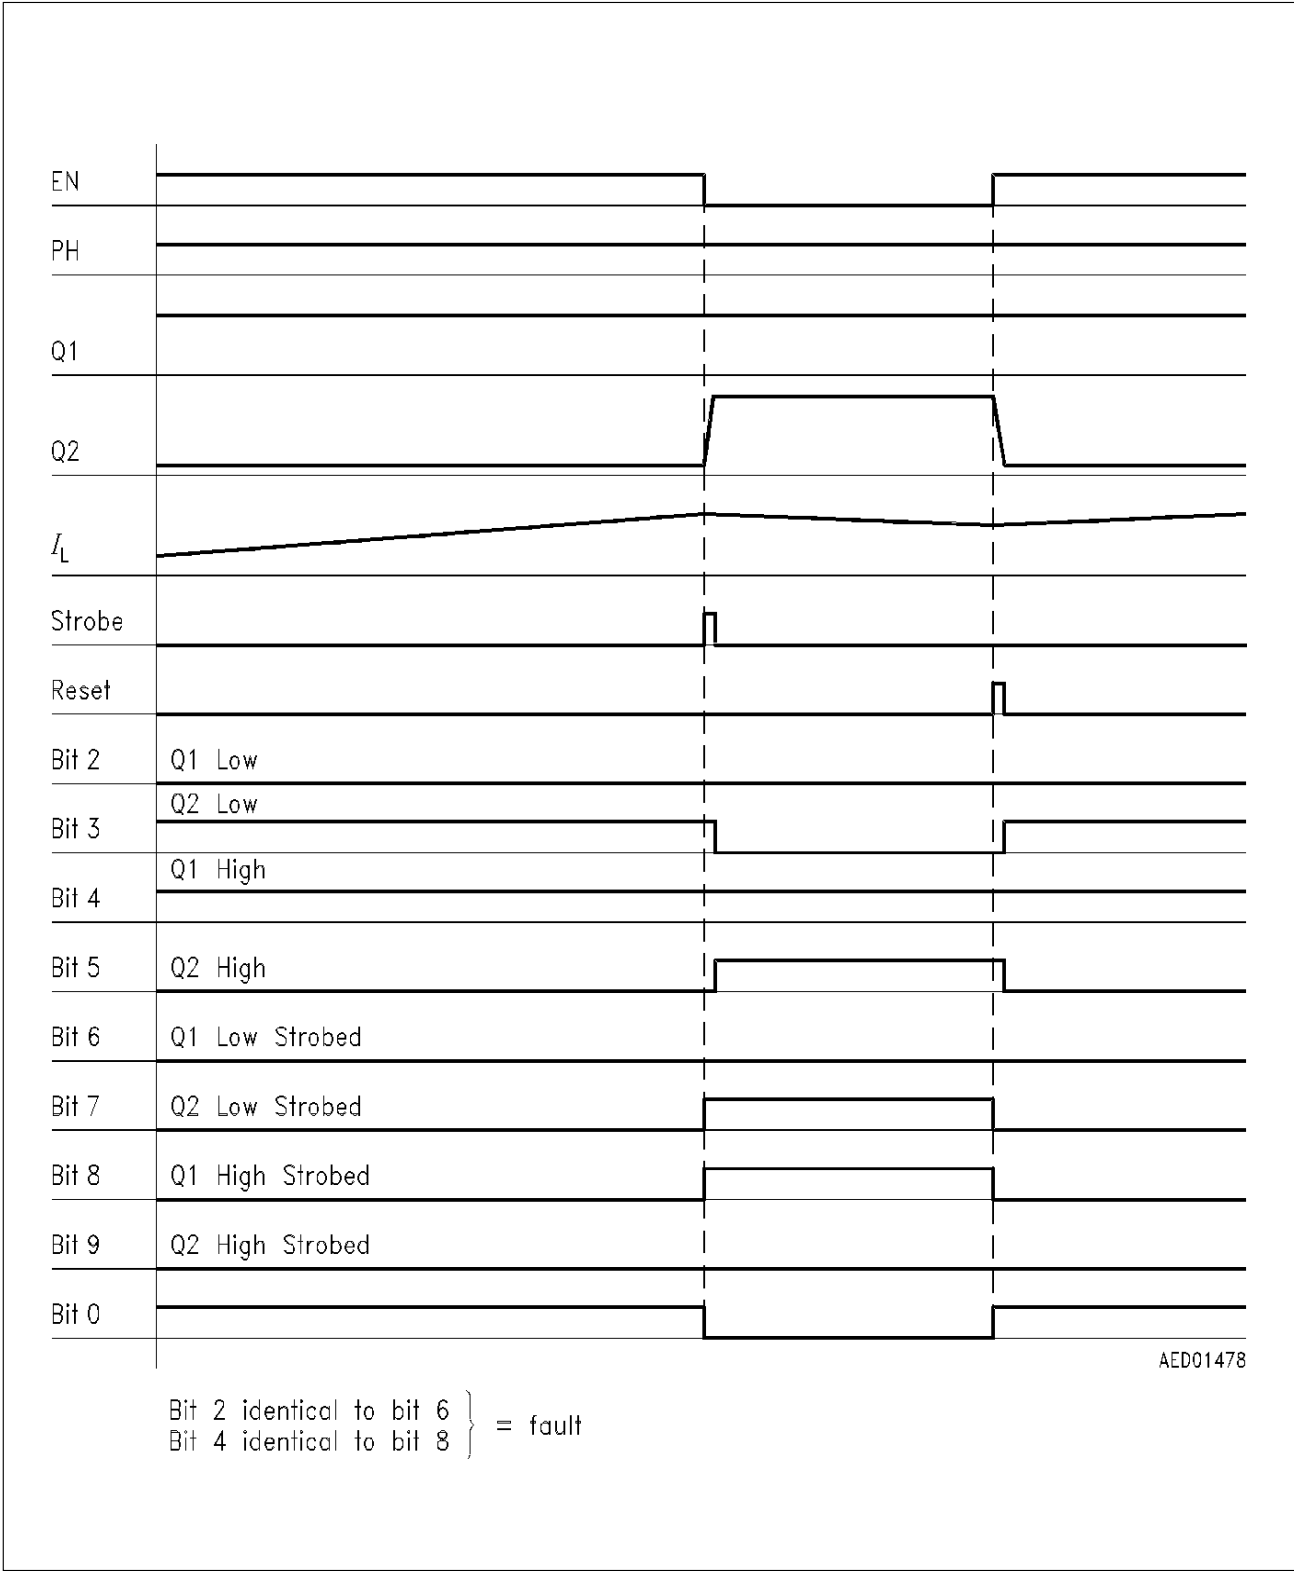 EN
PH
Q1
Q2
IL
Strobe
Reset
Bit 2 Q1 Low
Q2 Low
Bit 3
Q1 High
Bit 4
Bit 5 Q2 High
Bit 6 Q1 Low Strobed
Bit 7 Q2 Low Strobed
Bit 8 Q1 High Strobed
Bit 9 Q2 High Strobed
Bit 0
AED01478
Bit 2 identical to bit 6
Bit 4 identical to bit 8
= fault